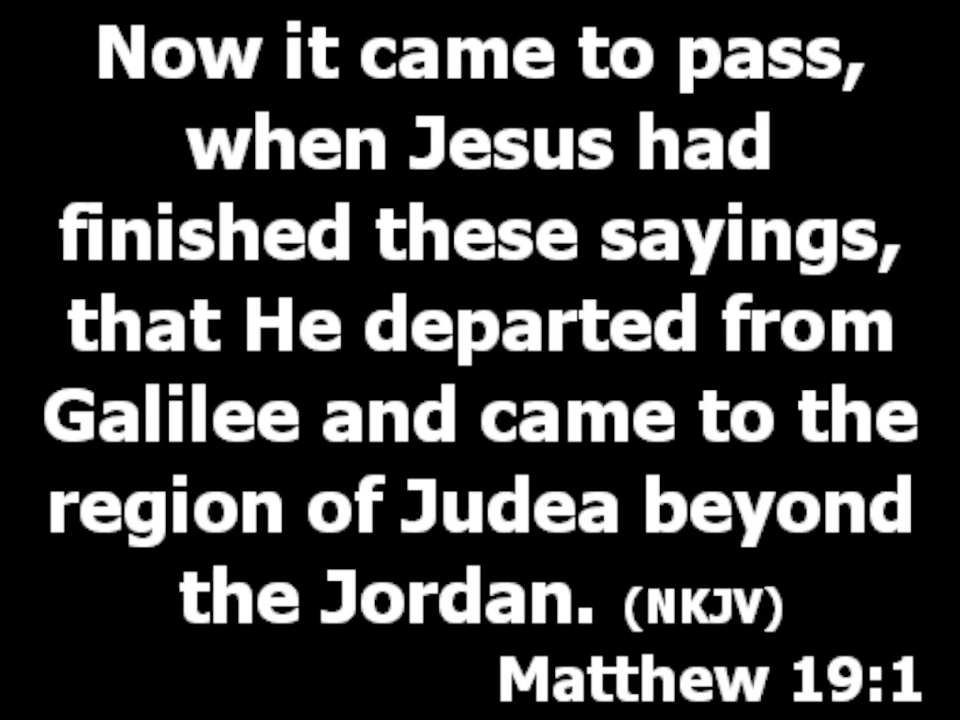 Now it came to pass,
when Jesus had
finished these sayings,
that He departed from
Galilee and came to the
region of Judea beyond
the Jordan. (NKJV)
Matthew 19:1